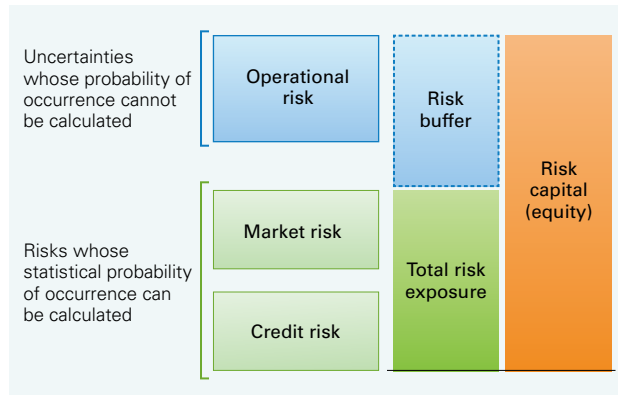 Uncertainties
whose probability of
occurrence cannot
be calculated
Operational
risk
Risk
buffer
Risk
capital
(equity)
Risks whose
statistical probability
of occurrence can
be calculated
Market risk
Credit risk
Total risk
exposure